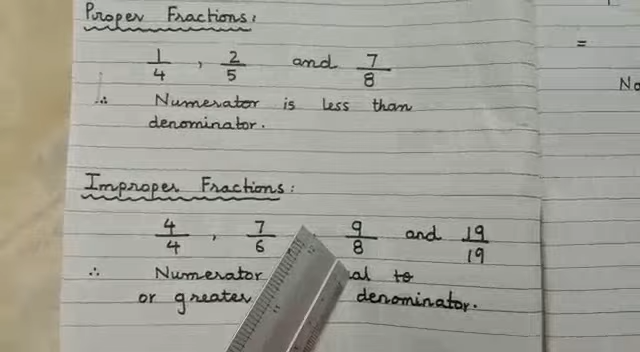 Proper Fractions:
1/4 , 2/5 and 7/8
∴ Numerator is less than
denominator.
Improper Fractions:
4/4 , 7/6 9/8 and 19/19
∴ Numerator al to
or greater denominator.
=
No